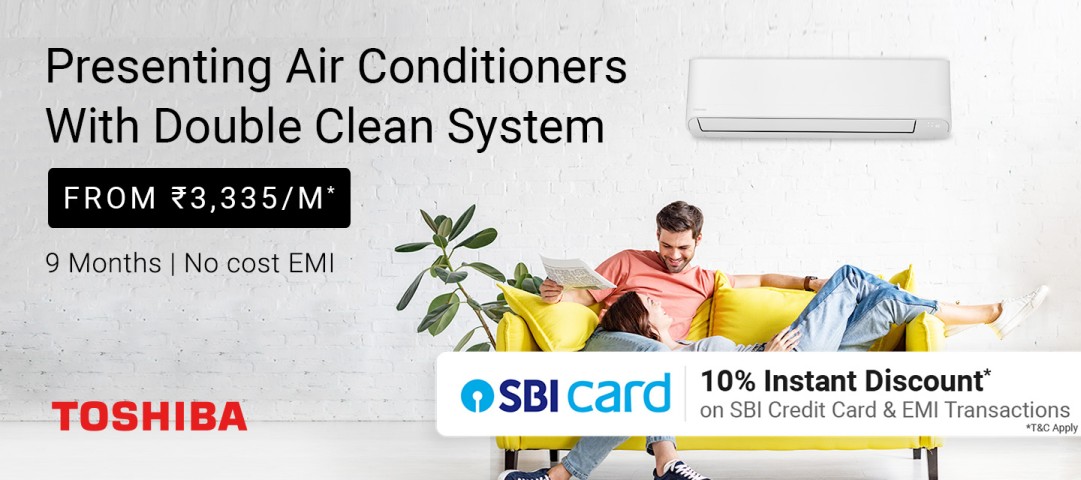 Presenting Air Conditioners
With Double Clean System
FROM ₹3,335/M*
9 Months | No cost EMI
TOSHIBA
SBI card
10% Instant Discount*
on SBI Credit Card & EMI Transactions
*T&C Apply